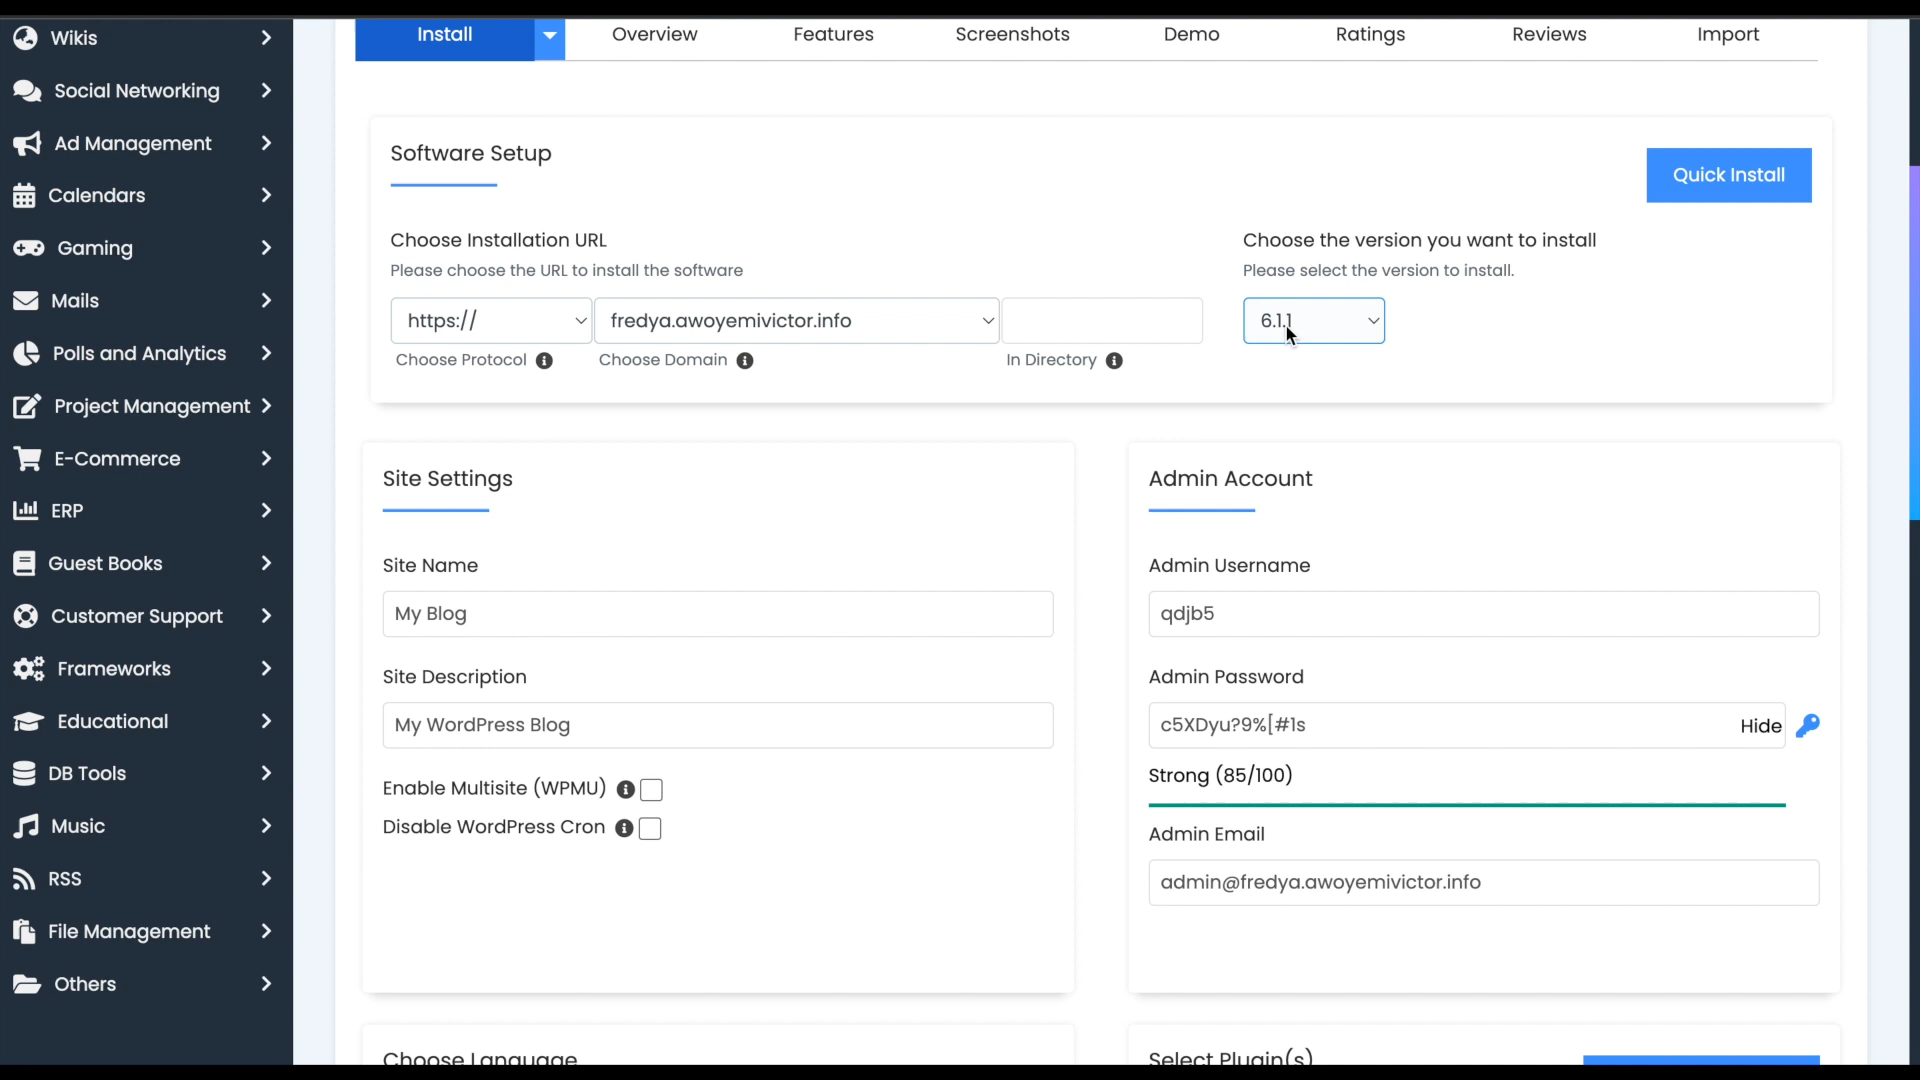 Wikis
Social Networking
Ad Management
Calendars
Gaming
Mails
Polls and Analytics
Project Management
E-Commerce
ERP
Guest Books
Customer Support
Frameworks
Educational
DB Tools
Music
RSS
File Management
Others
Install Overview Features Screenshots Demo Ratings Reviews Import
Software Setup
Quick Install
Choose Installation URL
Please choose the URL to install the software
https:// fredya.awoyemivictor.info
Choose Protocol Choose Domain In Directory
Choose the version you want to install
Please select the version to install.
6.1.1
Site Settings
Site Name
My Blog
Site Description
My WordPress Blog
Enable Multisite (WPMU)
Disable WordPress Cron
Admin Account
Admin Username
qdjb5
Admin Password
c5XDyu?9%[#1s Hide
Strong (85/100)
Admin Email
admin@fredya.awoyemivictor.info
Choose Language
Select Plugin(s)